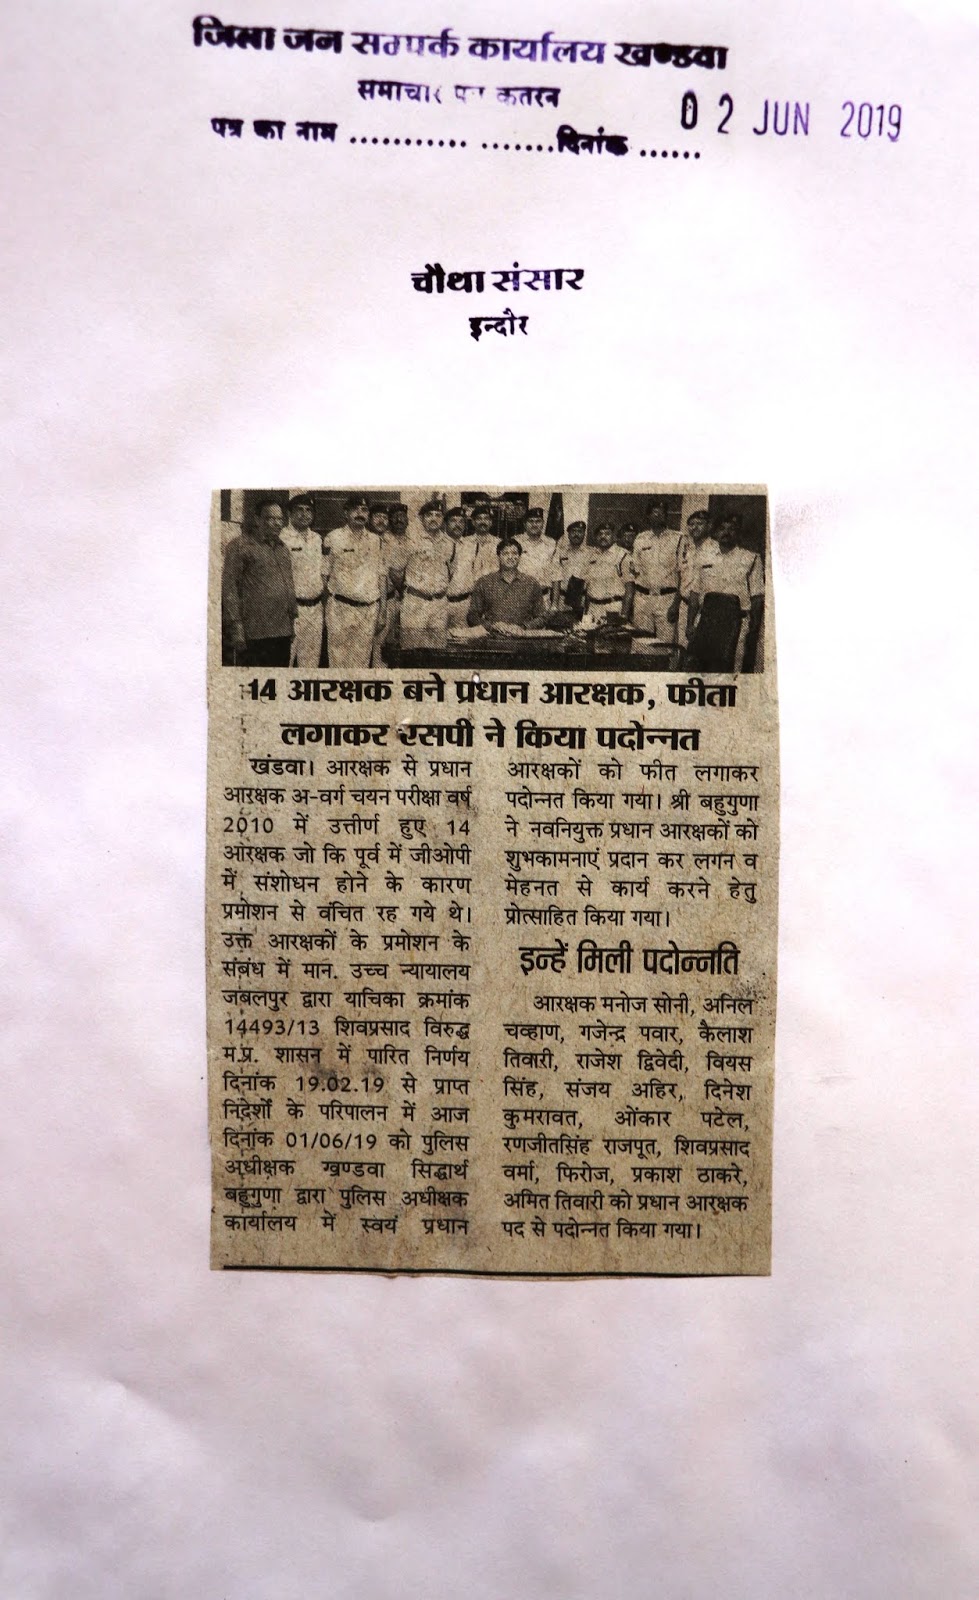 जिला जन सम्पर्क कार्यालय खण्डवा
समाचार पत्र कतरन
पत्र का नाम ........... .......दिनांक ......
0 2 JUN 2019
चौथा संसार
इन्दौर
14 आरक्षक बने प्रधान आरक्षक, फीता
लगाकर एसपी ने किया पदोन्नत
खंडवा। आरक्षक से प्रधान
आरक्षक अ-वर्ग चयन परीक्षा वर्ष
2010 में उत्तीर्ण हुए 14
आरक्षक जो कि पूर्व में जीओपी
में संशोधन होने के कारण
प्रमोशन से वंचित रह गये थे।
उक्त आरक्षकों के प्रमोशन के
संबंध में मान. उच्च न्यायालय
जबलपुर द्वारा याचिका क्रमांक
14493/13 शिवप्रसाद विरुद्ध
म.प्र. शासन में पारित निर्णय
दिनांक 19.02.19 से प्राप्त
निर्देशों के परिपालन में आज
दिनांक 01/06/19 को पुलिस
अधीक्षक खण्डवा सिद्धार्थ
बहुगुणा द्वारा पुलिस अधीक्षक
कार्यालय में स्वयं प्रधान
आरक्षकों को फीत लगाकर
पदोन्नत किया गया। श्री बहुगुणा
ने नवनियुक्त प्रधान आरक्षकों को
शुभकामनाएं प्रदान कर लगन व
मेहनत से कार्य करने हेतु
प्रोत्साहित किया गया।
इन्हें मिली पदोन्नति
आरक्षक मनोज सोनी, अनिल
चव्हाण, गजेन्द्र पवार, कैलाश
तिवारी, राजेश द्विवेदी, वियस
सिंह, संजय अहिर, दिनेश
कुमरावत, ओंकार पटेल,
रणजीतसिंह राजपूत, शिवप्रसाद
वर्मा, फिरोज, प्रकाश ठाकरे,
अमित तिवारी को प्रधान आरक्षक
पद से पदोन्नत किया गया।